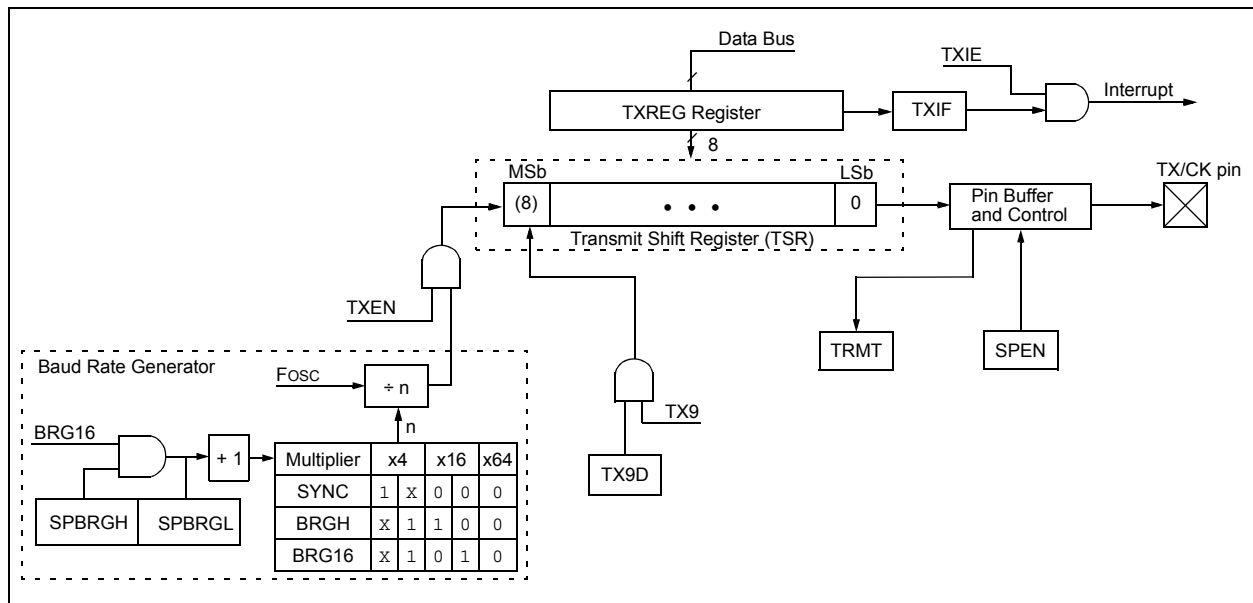 Data Bus
TXIE
Interrupt
TXREG Register
TXIF
8
MSb
LSb
TX/CK pin
(8)
• • •
0
Pin Buffer
and Control
Transmit Shift Register (TSR)
TXEN
TRMT
SPEN
Baud Rate Generator
FOSC
÷ n
TX9
n
BRG16
+ 1
Multiplier x4 x16 x64
TX9D
SYNC 1 X 0 0 0
SPBRGH SPBRGL
BRGH X 1 1 0 0
BRG16 X 1 0 1 0